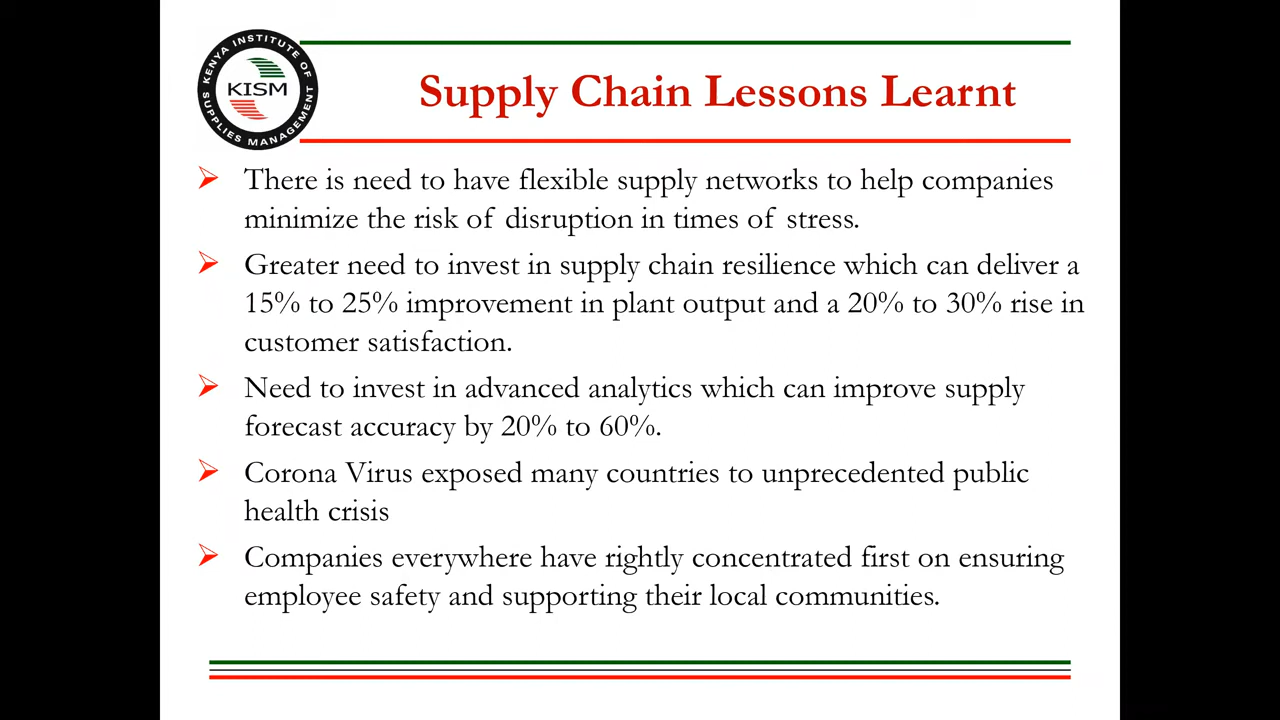 KENYA INSTITUTE OF
SUPPLIES MANAGEMENT
KISM
Supply Chain Lessons Learnt
There is need to have flexible supply networks to help companies
minimize the risk of disruption in times of stress.
Greater need to invest in supply chain resilience which can deliver a
15% to 25% improvement in plant output and a 20% to 30% rise in
customer satisfaction.
Need to invest in advanced analytics which can improve supply
forecast accuracy by 20% to 60%.
Corona Virus exposed many countries to unprecedented public
health crisis
Companies everywhere have rightly concentrated first on ensuring
employee safety and supporting their local communities.